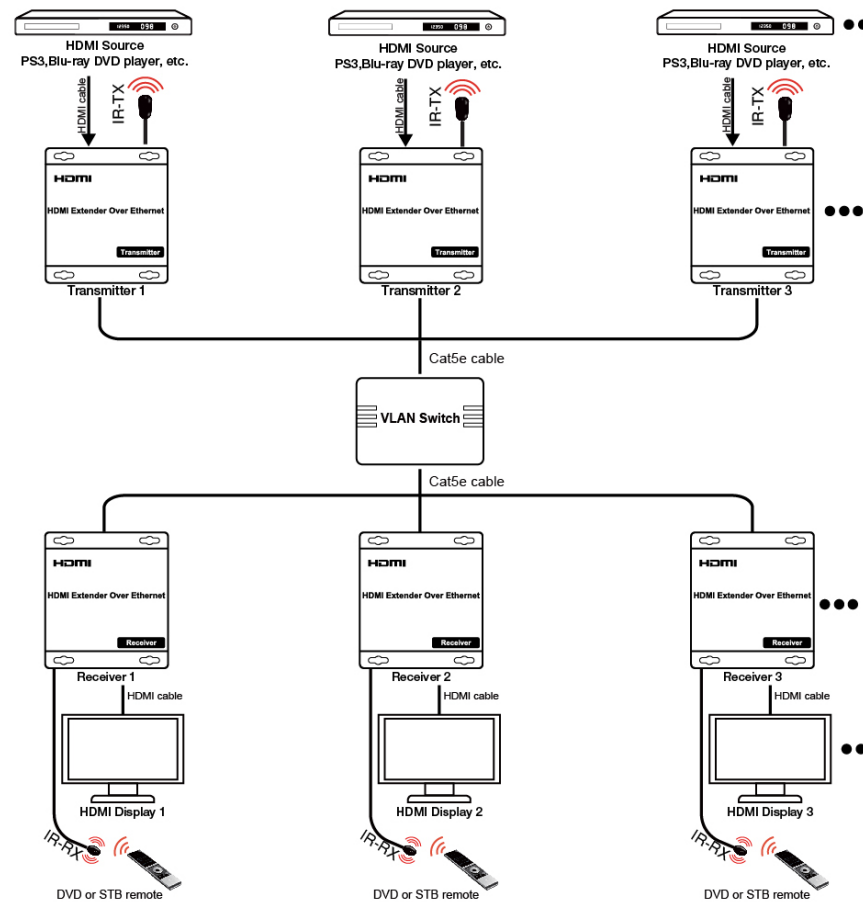 12350 098
12350 098
12350 098
HDMI Source
PS3,Blu-ray DVD player, etc.
HDMI Source
PS3,Blu-ray DVD player, etc.
HDMI Source
PS3,Blu-ray DVD player, etc.
HDMI cable
IR-TX
HDMI cable
IR-TX
HDMI cable
IR-TX
HDMI
HDMI Extender Over Ethernet
Transmitter
Transmitter 1
HDMI
HDMI Extender Over Ethernet
Transmitter
Transmitter 2
HDMI
HDMI Extender Over Ethernet
Transmitter
Transmitter 3
Cat5e cable
VLAN Switch
Cat5e cable
HDMI
HDMI Extender Over Ethernet
Receiver
Receiver 1
HDMI
HDMI Extender Over Ethernet
Receiver
Receiver 2
HDMI
HDMI Extender Over Ethernet
Receiver
Receiver 3
HDMI cable
HDMI cable
HDMI cable
HDMI Display 1
HDMI Display 2
HDMI Display 3
IR-RX
IR-RX
IR-RX
DVD or STB remote
DVD or STB remote
DVD or STB remote